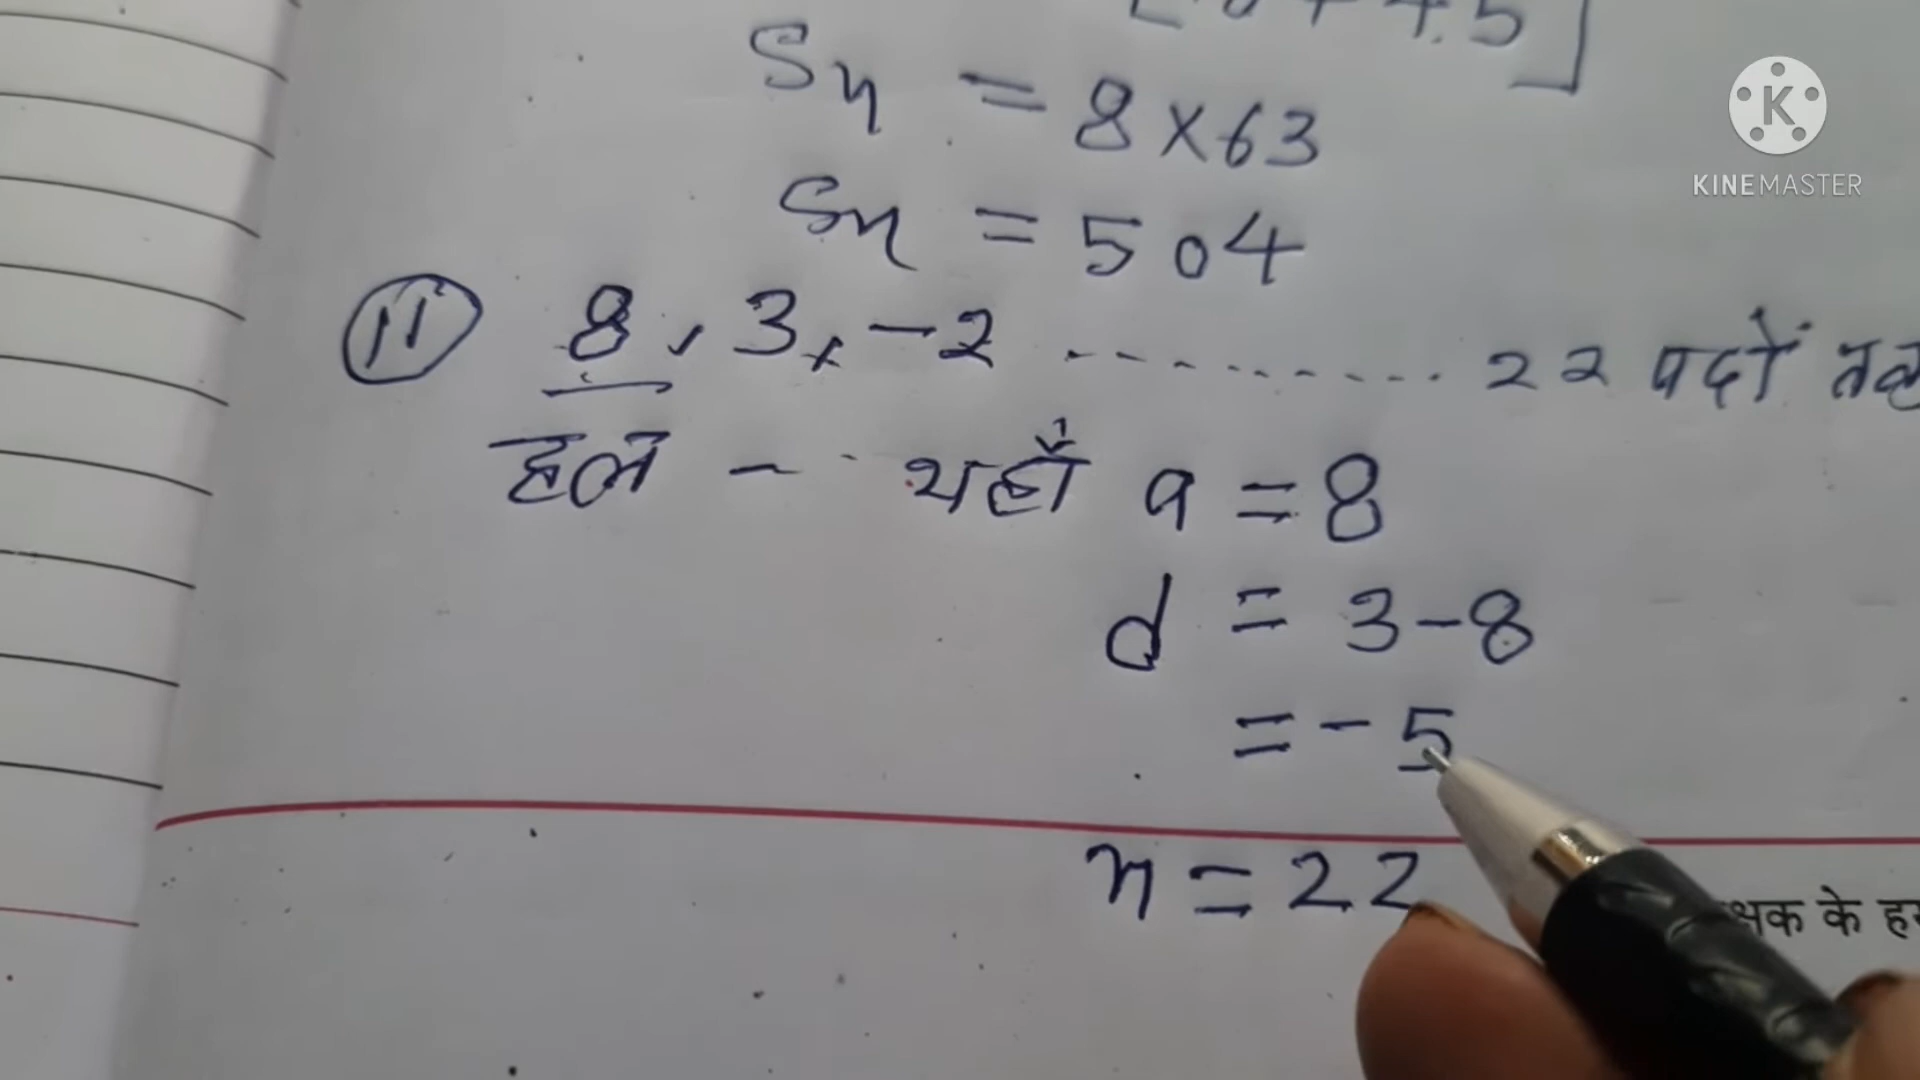 + 45]
Sn = 8 × 63
Sn = 504
11 8, 3, -2 ......... 22 पदों तक
हल - यहाँ a = 8
d = 3 - 8
= - 5
n = 22
के
KINEMASTER